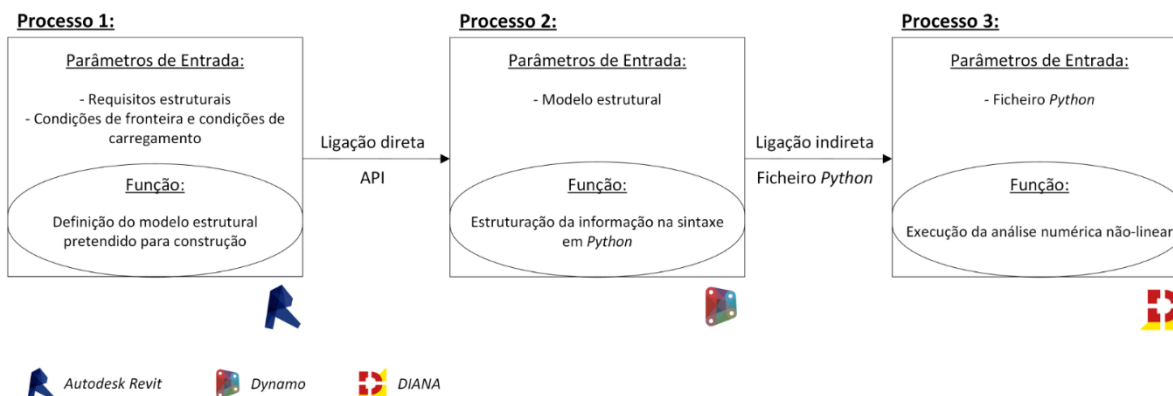 Processo 1:
Parâmetros de Entrada:
- Requisitos estruturais
- Condições de fronteira e condições de
carregamento
Função:
Definição do modelo estrutural
pretendido para construção
Ligação direta
API
Processo 2:
Parâmetros de Entrada:
- Modelo estrutural
Função:
Estruturação da informação na sintaxe
em Python
Ligação indireta
Ficheiro Python
Processo 3:
Parâmetros de Entrada:
- Ficheiro Python
Função:
Execução da análise numérica não-linear
Autodesk Revit
Dynamo
DIANA